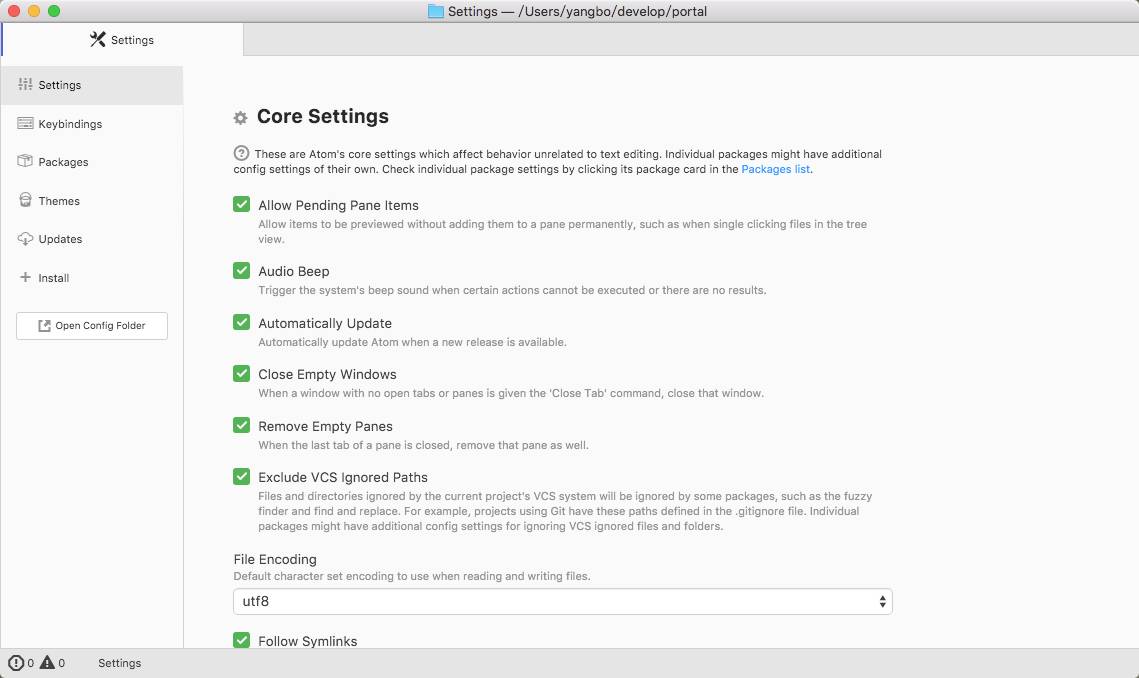 Settings — /Users/yangbo/develop/portal
Settings
Settings
Keybindings
Packages
Themes
Updates
Install
Open Config Folder
Core Settings
These are Atom's core settings which affect behavior unrelated to text editing. Individual packages might have additional
config settings of their own. Check individual package settings by clicking its package card in the Packages list.
Allow Pending Pane Items
Allow items to be previewed without adding them to a pane permanently, such as when single clicking files in the tree
view.
Audio Beep
Trigger the system's beep sound when certain actions cannot be executed or there are no results.
Automatically Update
Automatically update Atom when a new release is available.
Close Empty Windows
When a window with no open tabs or panes is given the 'Close Tab' command, close that window.
Remove Empty Panes
When the last tab of a pane is closed, remove that pane as well.
Exclude VCS Ignored Paths
Files and directories ignored by the current project's VCS system will be ignored by some packages, such as the fuzzy
finder and find and replace. For example, projects using Git have these paths defined in the .gitignore file. Individual
packages might have additional config settings for ignoring VCS ignored files and folders.
File Encoding
Default character set encoding to use when reading and writing files.
utf8
Follow Symlinks
0 0 Settings